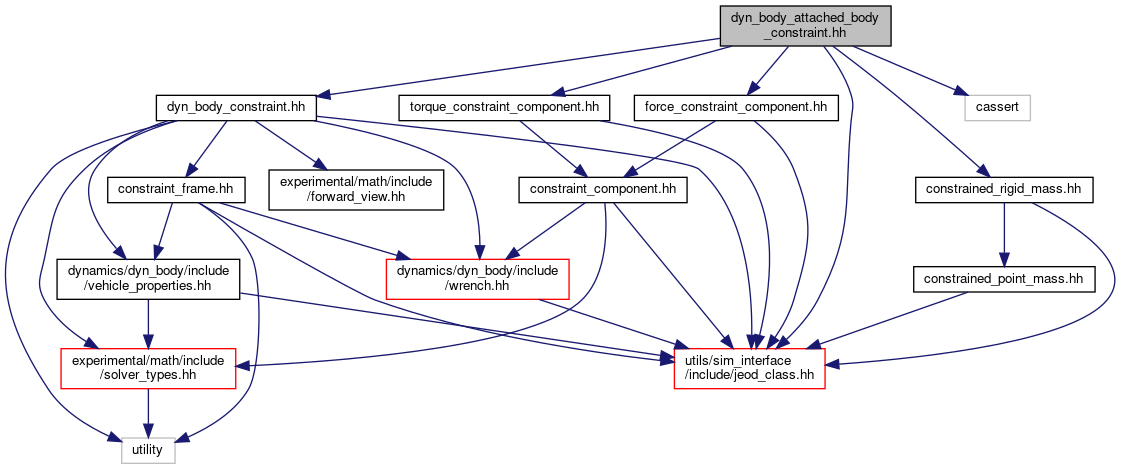 dyn_body_attached_body
_constraint.hh
dyn_body_constraint.hh
torque_constraint_component.hh
force_constraint_component.hh
cassert
constraint_frame.hh
experimental/math/include
/forward_view.hh
constraint_component.hh
constrained_rigid_mass.hh
dynamics/dyn_body/include
/vehicle_properties.hh
dynamics/dyn_body/include
/wrench.hh
constrained_point_mass.hh
experimental/math/include
/solver_types.hh
utils/sim_interface
/include/jeod_class.hh
utility